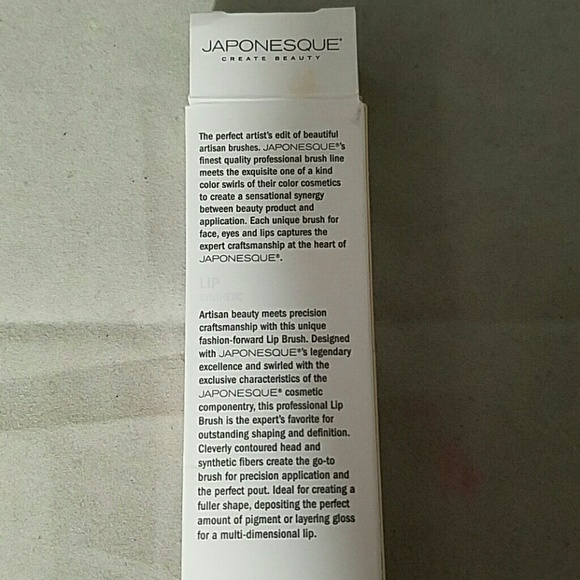 JAPONESQUE®
CREATE BEAUTY
The perfect artist's edit of beautiful
artisan brushes. JAPONESQUE®'s
finest quality professional brush line
meets the exquisite one of a kind
color swirls of their color cosmetics
to create a sensational synergy
between beauty product and
application. Each unique brush for
face, eyes and lips captures the
expert craftsmanship at the heart of
JAPONESQUE®.
LIP
Artisan beauty meets precision
craftsmanship with this unique
fashion-forward Lip Brush. Designed
with JAPONESQUE®'s legendary
excellence and swirled with the
exclusive characteristics of the
JAPONESQUE® cosmetic
componentry, this professional Lip
Brush is the expert's favorite for
outstanding shaping and definition.
Cleverly contoured head and
synthetic fibers create the go-to
brush for precision application and
the perfect pout. Ideal for creating a
fuller shape, depositing the perfect
amount of pigment or layering gloss
for a multi-dimensional lip.